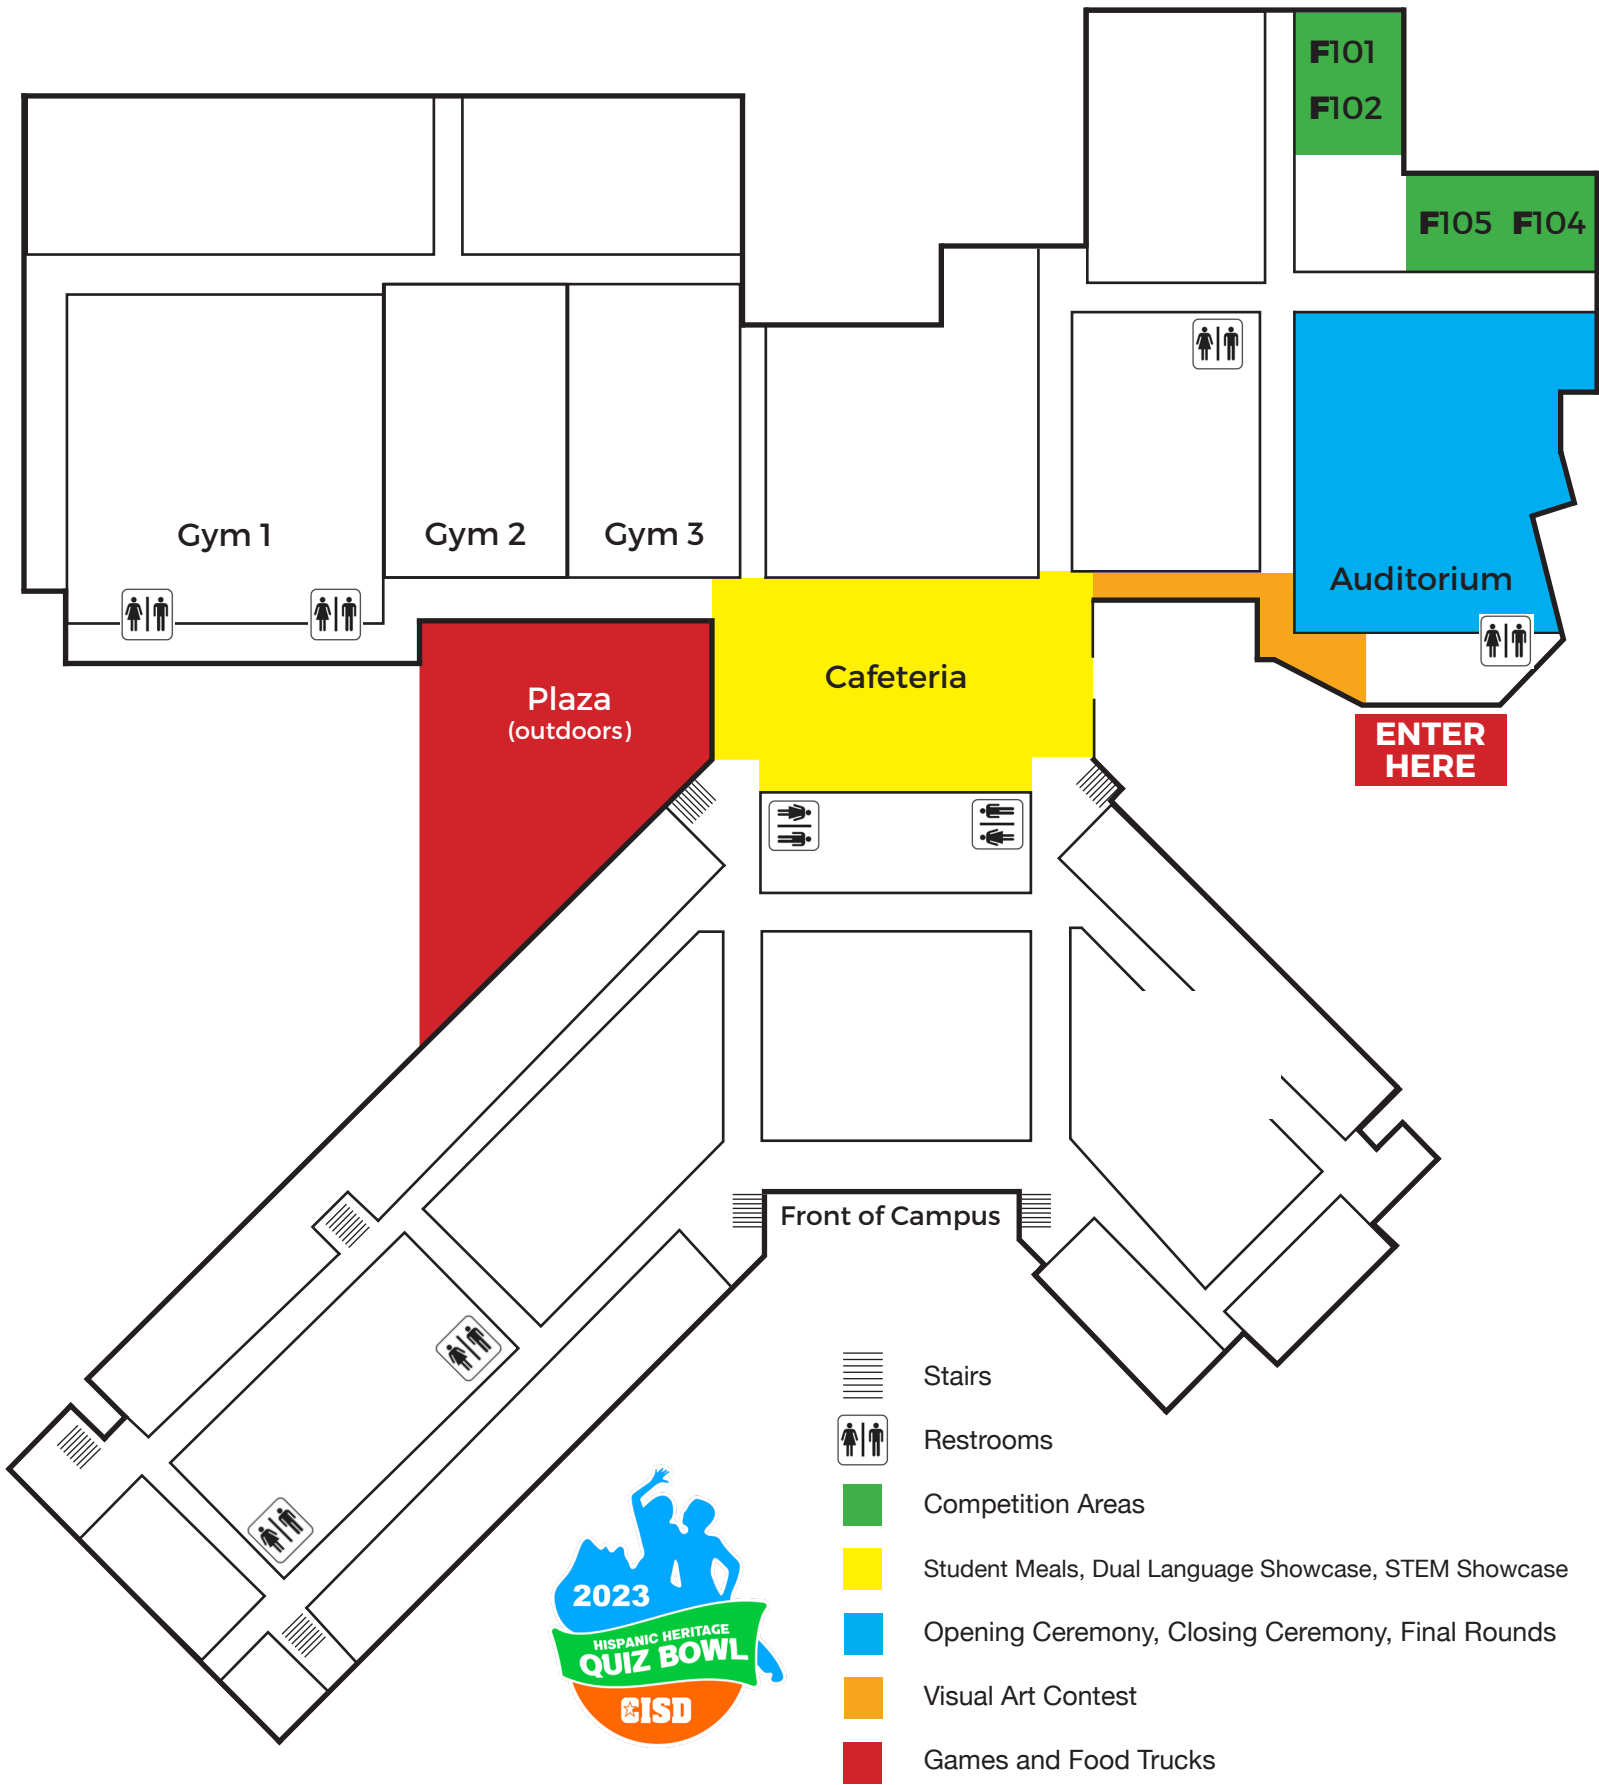 F101
F102
F105 F104
Gym 1
Gym 2
Gym 3
Auditorium
Cafeteria
Plaza
(outdoors)
ENTER
HERE
Front of Campus
Stairs
Restrooms
Competition Areas
Student Meals, Dual Language Showcase, STEM Showcase
Opening Ceremony, Closing Ceremony, Final Rounds
Visual Art Contest
Games and Food Trucks
2023
HISPANIC HERITAGE
QUIZ BOWL
CISD